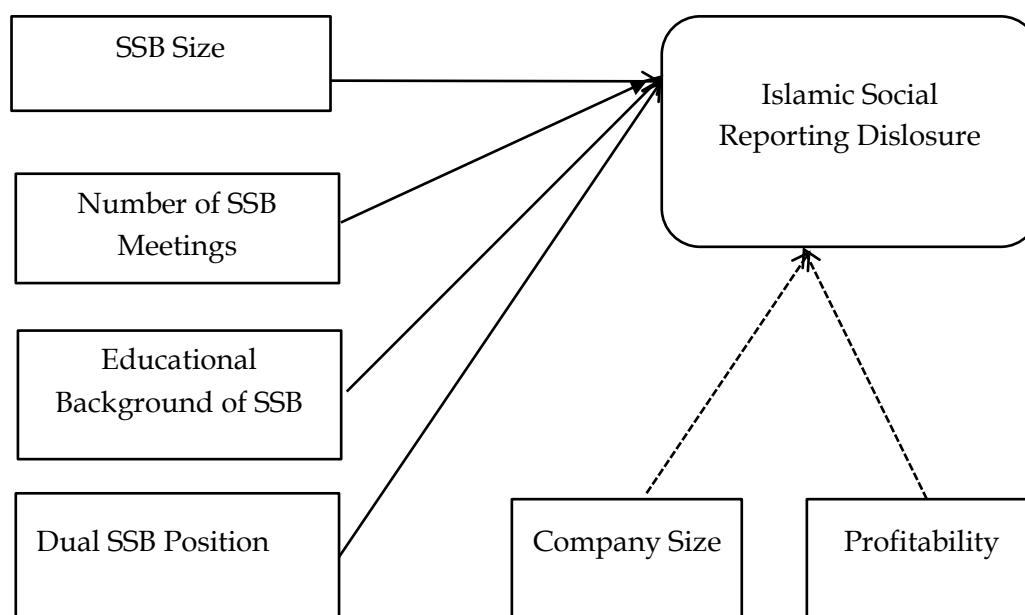 SSB Size
Islamic Social
Reporting Dislosure
Number of SSB
Meetings
Educational
Background of SSB
Dual SSB Position
Company Size
Profitability